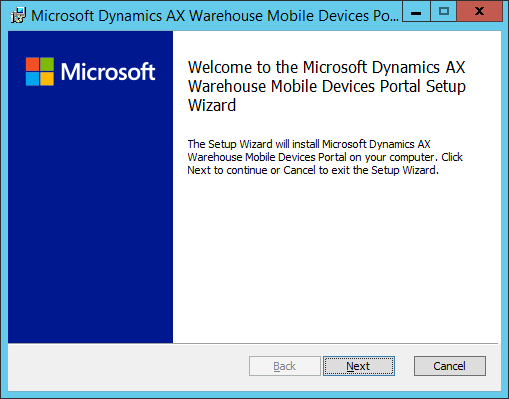 Microsoft Dynamics AX Warehouse Mobile Devices Po...
Microsoft
Welcome to the Microsoft Dynamics AX
Warehouse Mobile Devices Portal Setup
Wizard
The Setup Wizard will install Microsoft Dynamics AX
Warehouse Mobile Devices Portal on your computer. Click
Next to continue or Cancel to exit the Setup Wizard.
Back
Next
Cancel